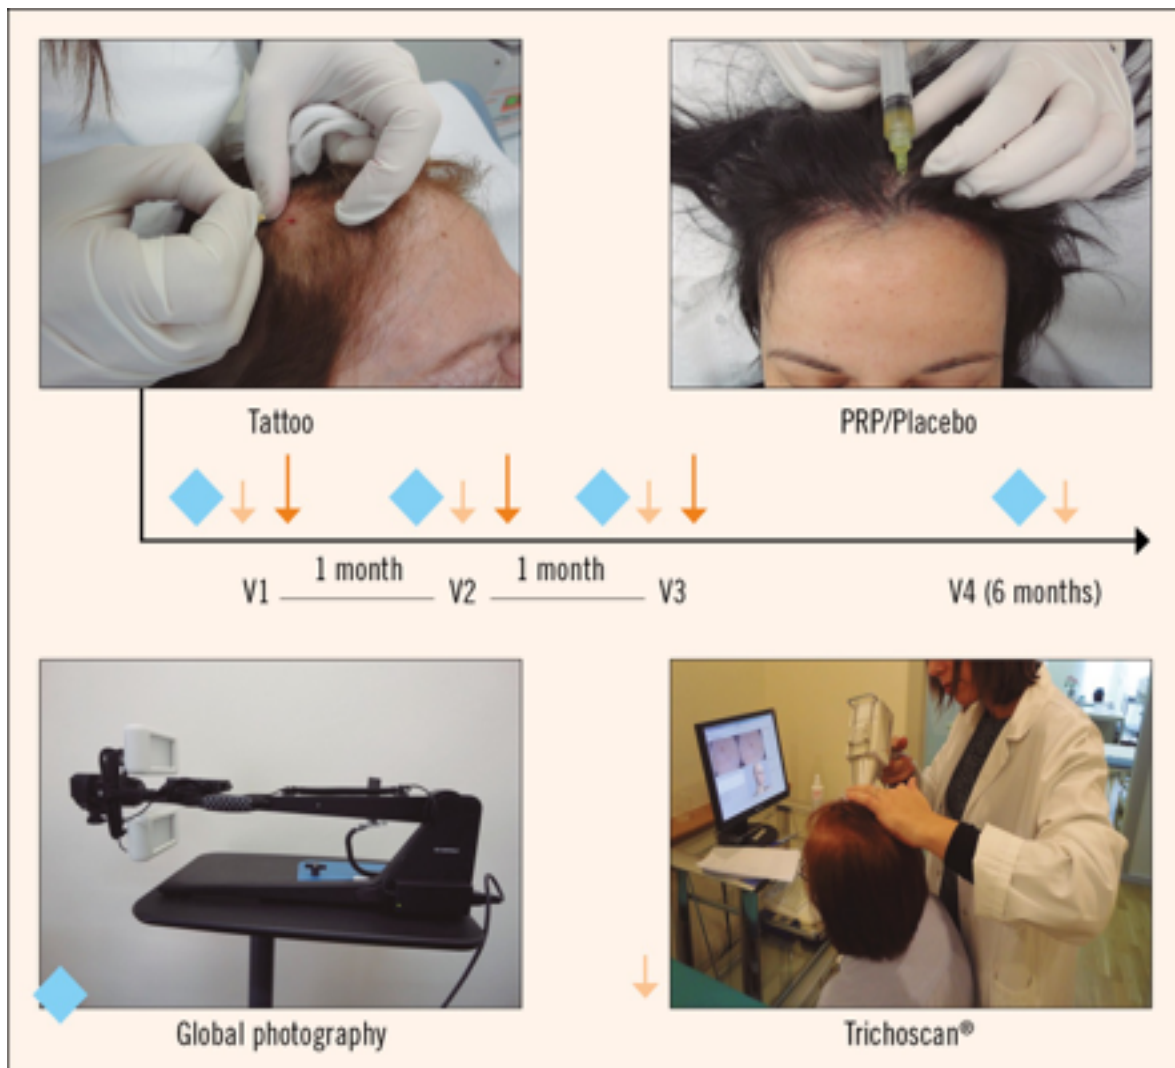 Tattoo
PRP/Placebo
1 month
1 month
V1
V2
V3
V4 (6 months)
Global photography
Trichoscan®